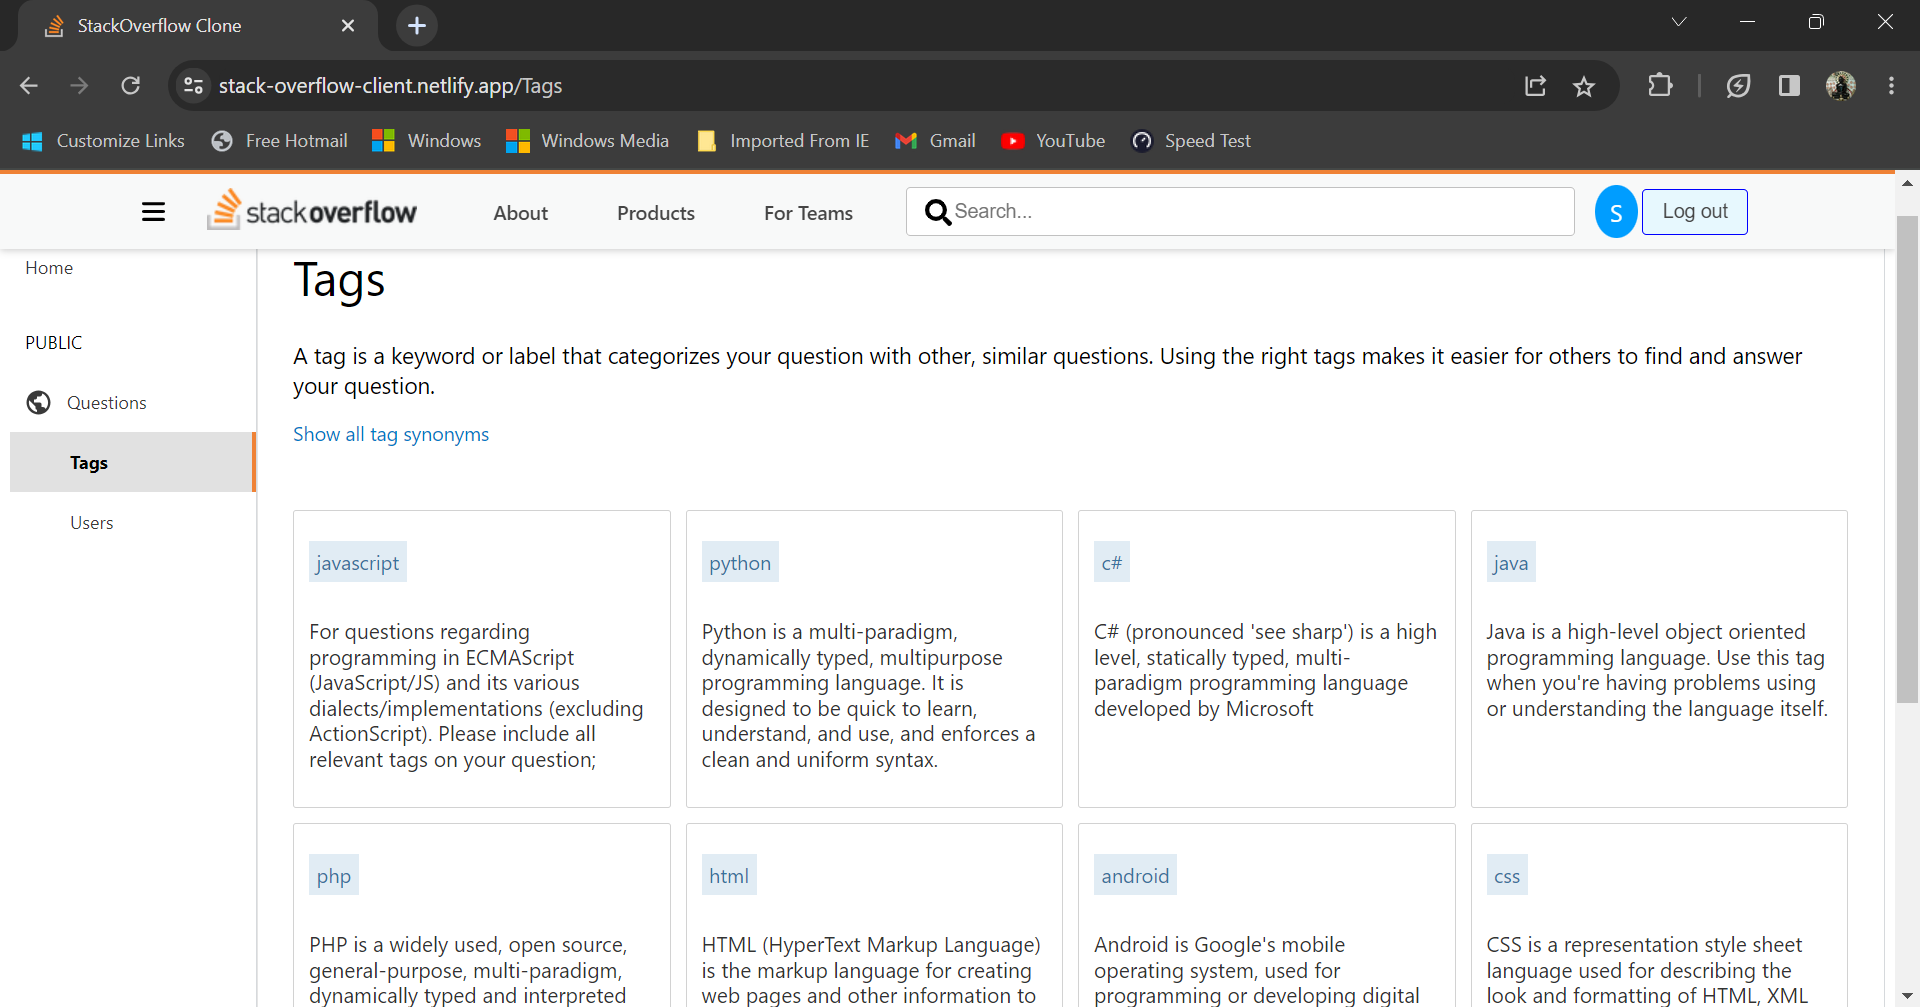 StackOverflow Clone
stack-overflow-client.netlify.app/Tags
Customize Links Free Hotmail Windows Windows Media Imported From IE Gmail YouTube Speed Test
stackoverflow About Products For Teams Search... S Log out
Home
PUBLIC
Questions
Tags
Users
Tags
A tag is a keyword or label that categorizes your question with other, similar questions. Using the right tags makes it easier for others to find and answer
your question.
Show all tag synonyms
javascript
For questions regarding
programming in ECMAScript
(JavaScript/JS) and its various
dialects/implementations (excluding
ActionScript). Please include all
relevant tags on your question;
python
Python is a multi-paradigm,
dynamically typed, multipurpose
programming language. It is
designed to be quick to learn,
understand, and use, and enforces a
clean and uniform syntax.
c#
C# (pronounced 'see sharp') is a high
level, statically typed, multi-
paradigm programming language
developed by Microsoft
java
Java is a high-level object oriented
programming language. Use this tag
when you're having problems using
or understanding the language itself.
php
PHP is a widely used, open source,
general-purpose, multi-paradigm,
dynamically typed and interpreted
html
HTML (HyperText Markup Language)
is the markup language for creating
web pages and other information to
android
Android is Google's mobile
operating system, used for
programming or developing digital
css
CSS is a representation style sheet
language used for describing the
look and formatting of HTML, XML